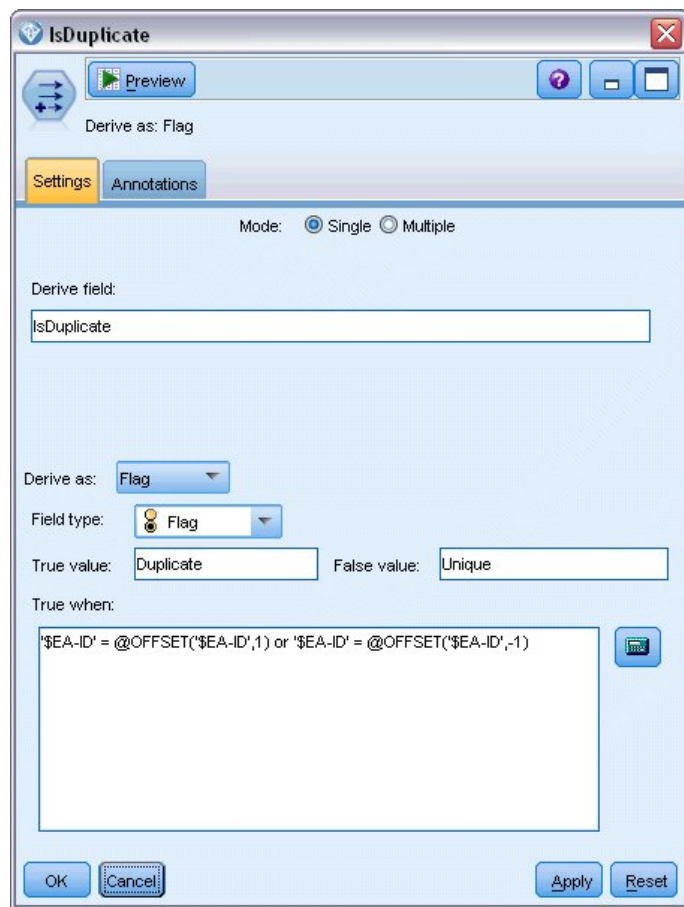 IsDuplicate
Preview
Derive as: Flag
Settings Annotations
Mode: Single Multiple
Derive field:
IsDuplicate
Derive as: Flag
Field type: Flag
True value: Duplicate False value: Unique
True when:
'$EA-ID' = @OFFSET('$EA-ID',1) or '$EA-ID' = @OFFSET('$EA-ID',-1)
OK Cancel Apply Reset